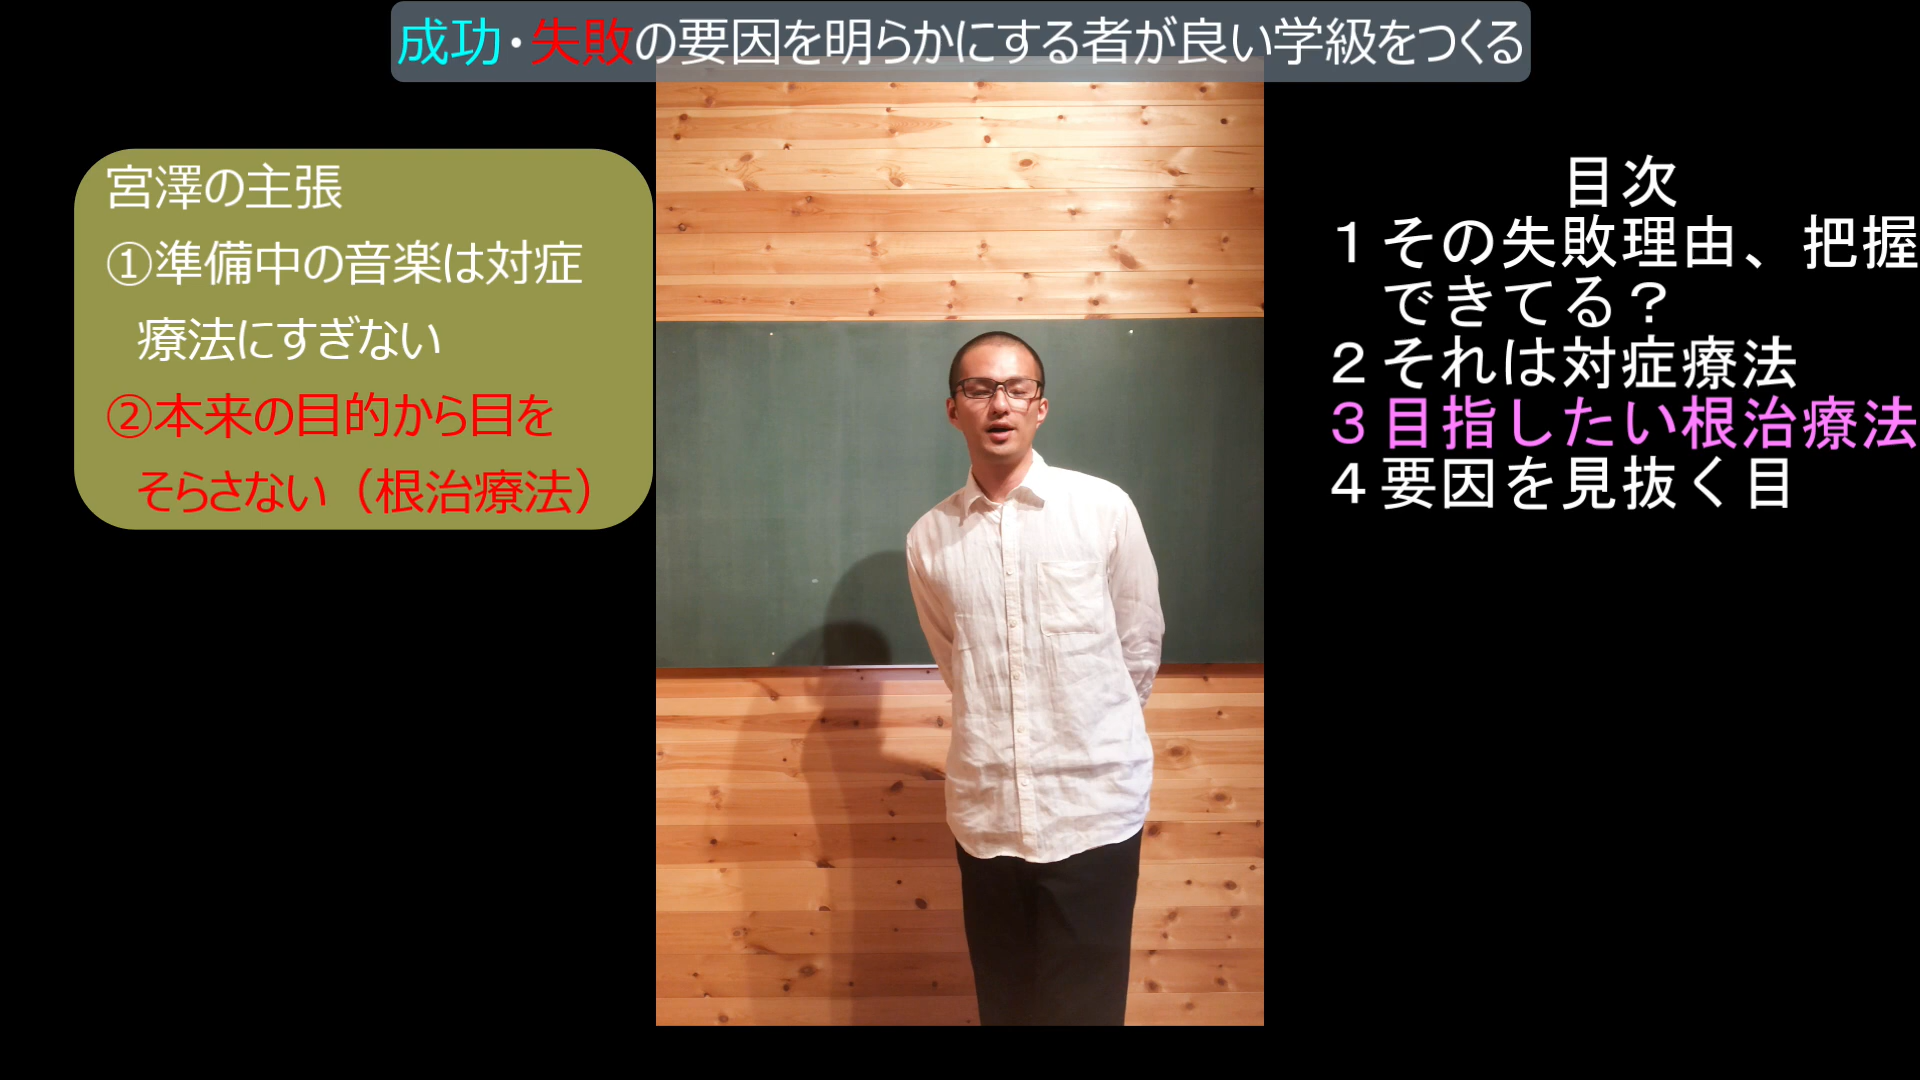 成功・失敗の要因を明らかにする者が良い学級をつくる
宮澤の主張
①準備中の音楽は対症
療法にすぎない
②本来の目的から目を
そらさない（根治療法）
目次
１その失敗理由、把握
できてる？
２それは対症療法
３目指したい根治療法
４要因を見抜く目